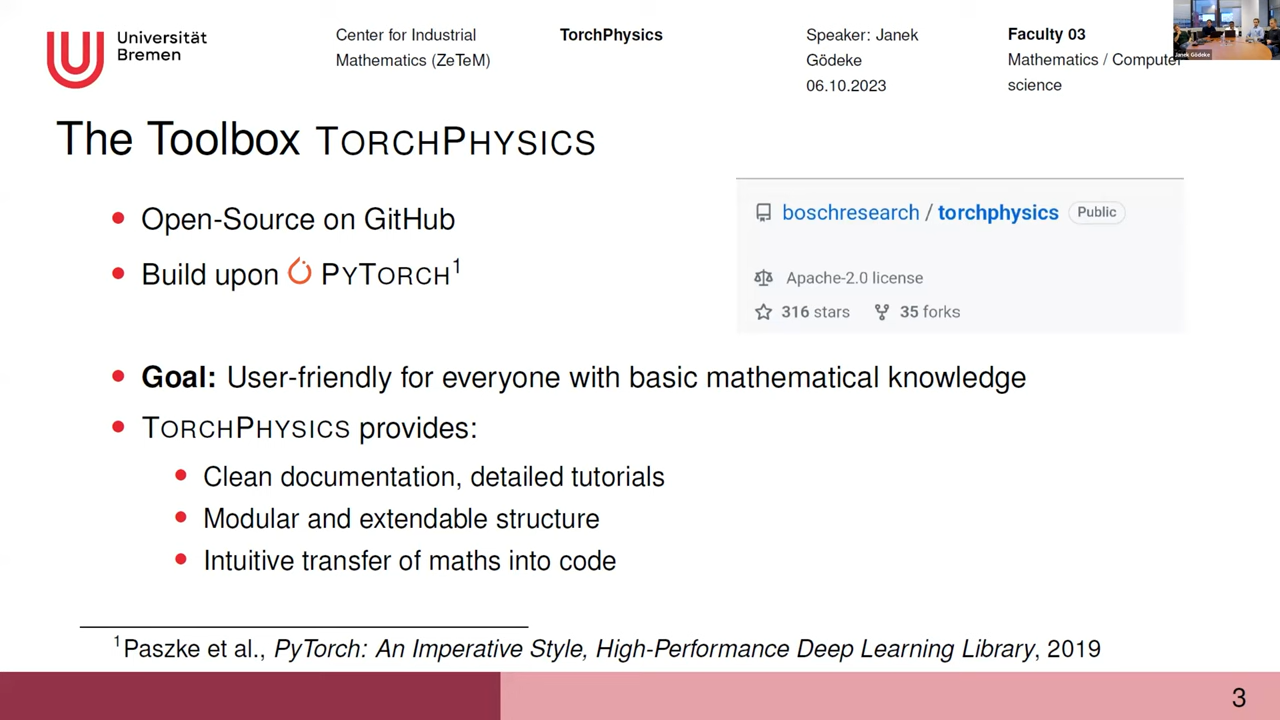 Universität
Bremen
Center for Industrial
Mathematics (ZeTeM)
TorchPhysics
Speaker: Janek
Gödeke
06.10.2023
Faculty 03
Mathematics / Computer
science
Janek Gödeke
The Toolbox TORCHPHYSICS
• Open-Source on GitHub
• Build upon PYTORCH1
boschresearch / torchphysics Public
Apache-2.0 license
316 stars 35 forks
• Goal: User-friendly for everyone with basic mathematical knowledge
• TORCHPHYSICS provides:
• Clean documentation, detailed tutorials
• Modular and extendable structure
• Intuitive transfer of maths into code
1Paszke et al., PyTorch: An Imperative Style, High-Performance Deep Learning Library, 2019
3